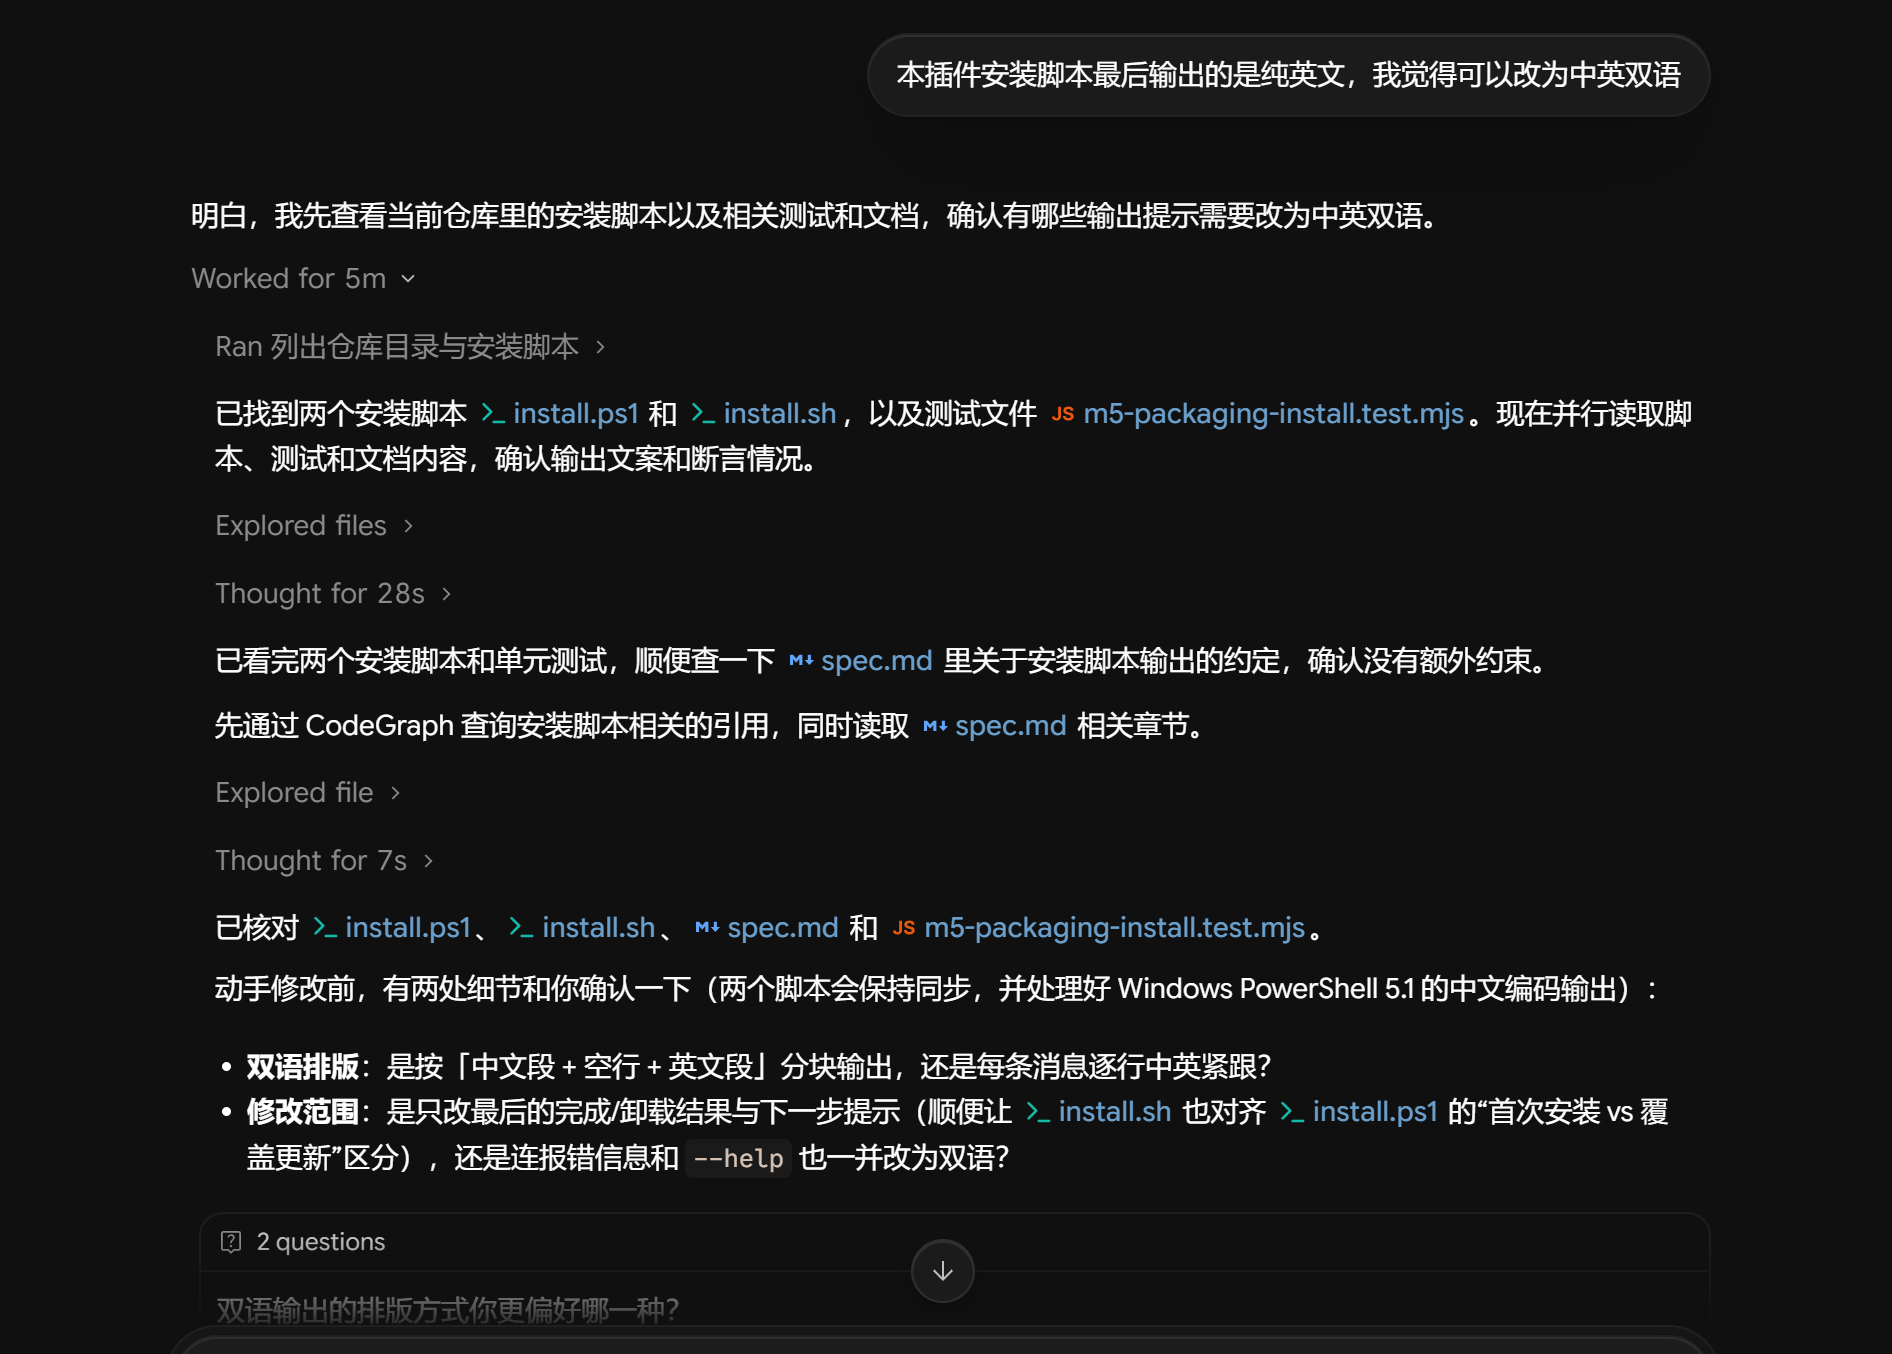 本插件安装脚本最后输出的是纯英文，我觉得可以改为中英双语
明白，我先查看当前仓库里的安装脚本以及相关测试和文档，确认有哪些输出提示需要改为中英双语。
Worked for 5m
Ran 列出仓库目录与安装脚本
已找到两个安装脚本 install.ps1 和 install.sh，以及测试文件 JS m5-packaging-install.test.mjs。现在并行读取脚
本、测试和文档内容，确认输出文案和断言情况。
Explored files
Thought for 28s
已看完两个安装脚本和单元测试，顺便查一下 M↓ spec.md 里关于安装脚本输出的约定，确认没有额外约束。
先通过 CodeGraph 查询安装脚本相关的引用，同时读取 M↓ spec.md 相关章节。
Explored file
Thought for 7s
已核对 install.ps1、 install.sh、 M↓ spec.md 和 JS m5-packaging-install.test.mjs。
动手修改前，有两处细节和你确认一下（两个脚本会保持同步，并处理好 Windows PowerShell 5.1 的中文编码输出）：
• 双语排版：是按「中文段 + 空行 + 英文段」分块输出，还是每条消息逐行中英紧跟？
• 修改范围：是只改最后的完成/卸载结果与下一步提示（顺便让 install.sh 也对齐 install.ps1 的“首次安装 vs 覆
盖更新”区分），还是连报错信息和 --help 也一并改为双语？
2 questions
双语输出的排版方式你更偏好哪一种？